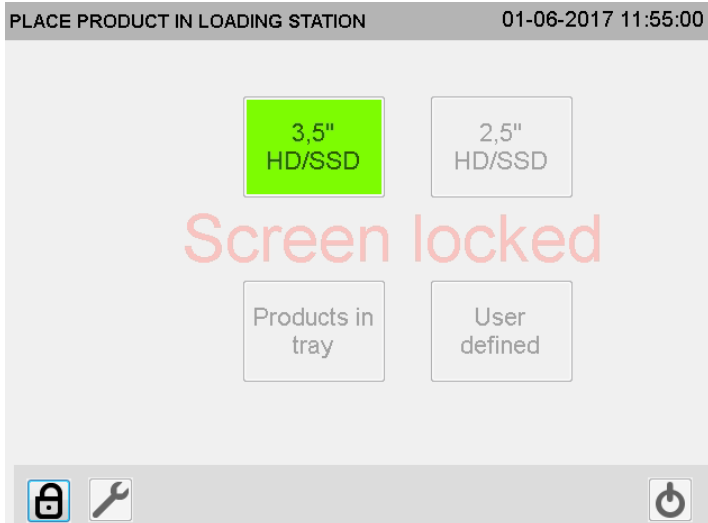 PLACE PRODUCT IN LOADING STATION 01-06-2017 11:55:00
3,5" 2,5"
HD/SSD HD/SSD
Screen locked
Products in User
tray defined